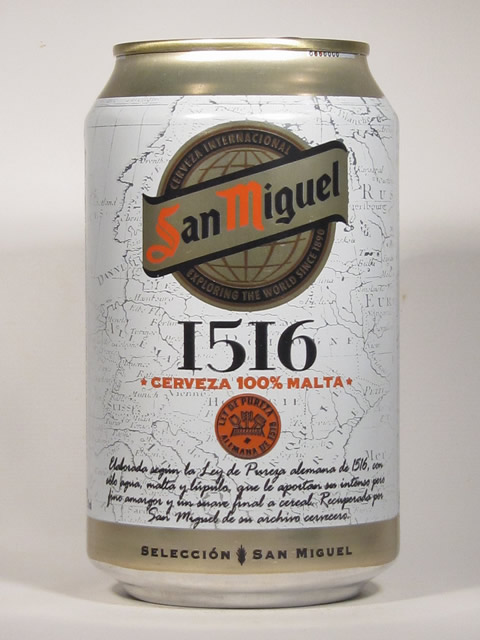 CERVEZA INTERNACIONAL
San Miguel
EXPLORING THE WORLD SINCE 1890
1516
CERVEZA 100% MALTA
LEY DE PUREZA
ALEMANA DE 1516
Elaborada según la Ley de Pureza alemana de 1516, con
sólo agua, malta y lúpulo, que le aportan un intenso pero
fino amargor y un suave final a cereal. Recuperada por
San Miguel de su archivo cervecero.
SELECCIÓN SAN MIGUEL